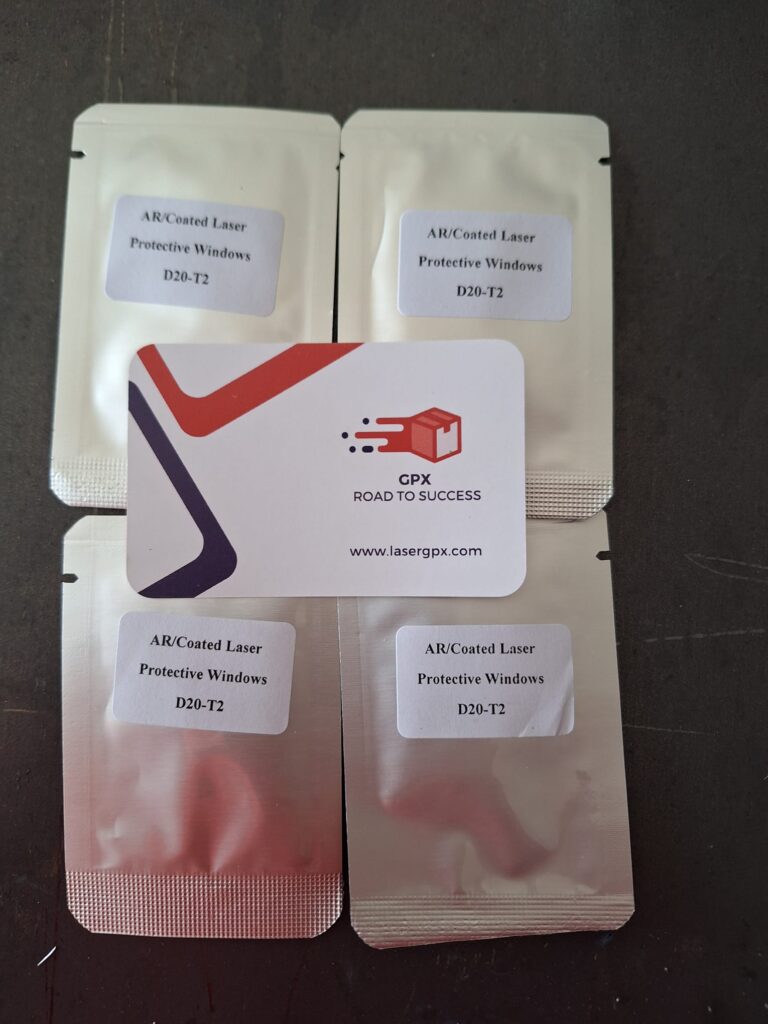 AR/Coated Laser
Protective Windows
D20-T2
AR/Coated Laser
Protective Windows
D20-T2
GPX
ROAD TO SUCCESS
www.lasergpx.com
AR/Coated Laser
Protective Windows
D20-T2
AR/Coated Laser
Protective Windows
D20-T2